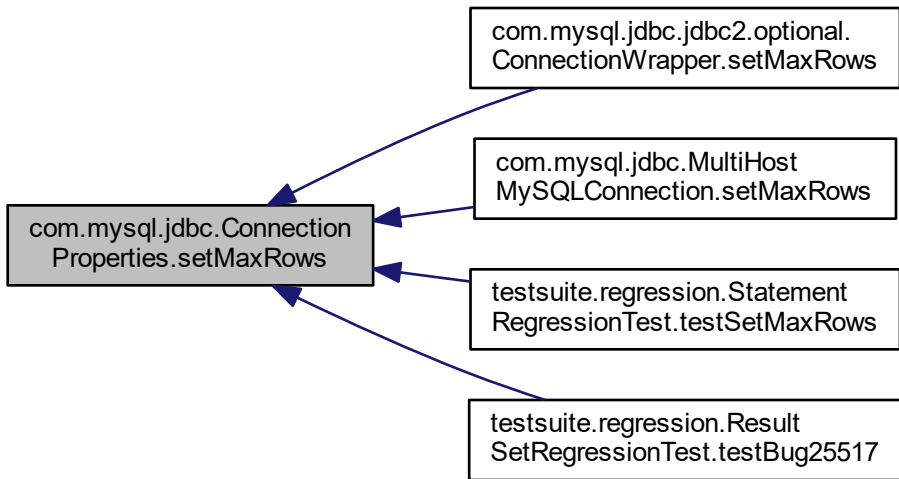 com.mysql.jdbc.jdbc2.optional.
ConnectionWrapper.setMaxRows
com.mysql.jdbc.MultiHost
MySQLConnection.setMaxRows
com.mysql.jdbc.Connection
Properties.setMaxRows
testsuite.regression.Statement
RegressionTest.testSetMaxRows
testsuite.regression.Result
SetRegressionTest.testBug25517